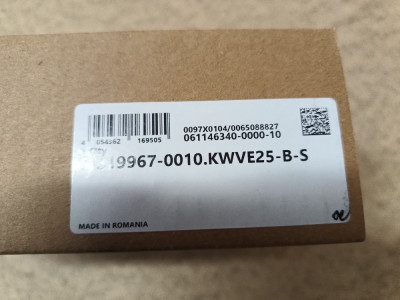 4 054262 169505
0097X0104/0065088827
061146340-0000-10
19967-0010.KWVE25-B-S
MADE IN ROMANIA